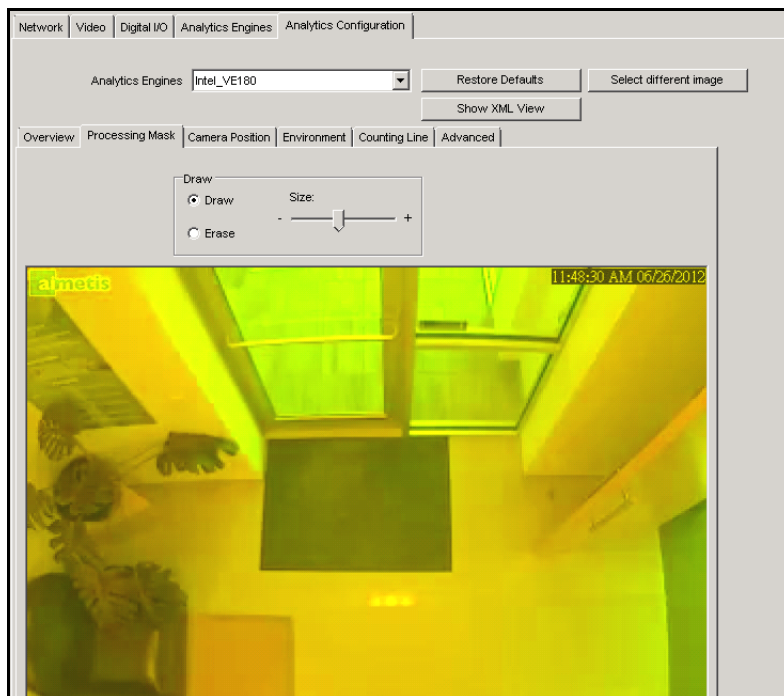 Network Video Digital I/O Analytics Engines Analytics Configuration
Analytics Engines Intel_VE180 Restore Defaults Select different image
Show XML View
Overview Processing Mask Camera Position Environment Counting Line Advanced
Draw
Draw Size:
- +
Erase
aimetis 11:48:30 AM 06/26/2012